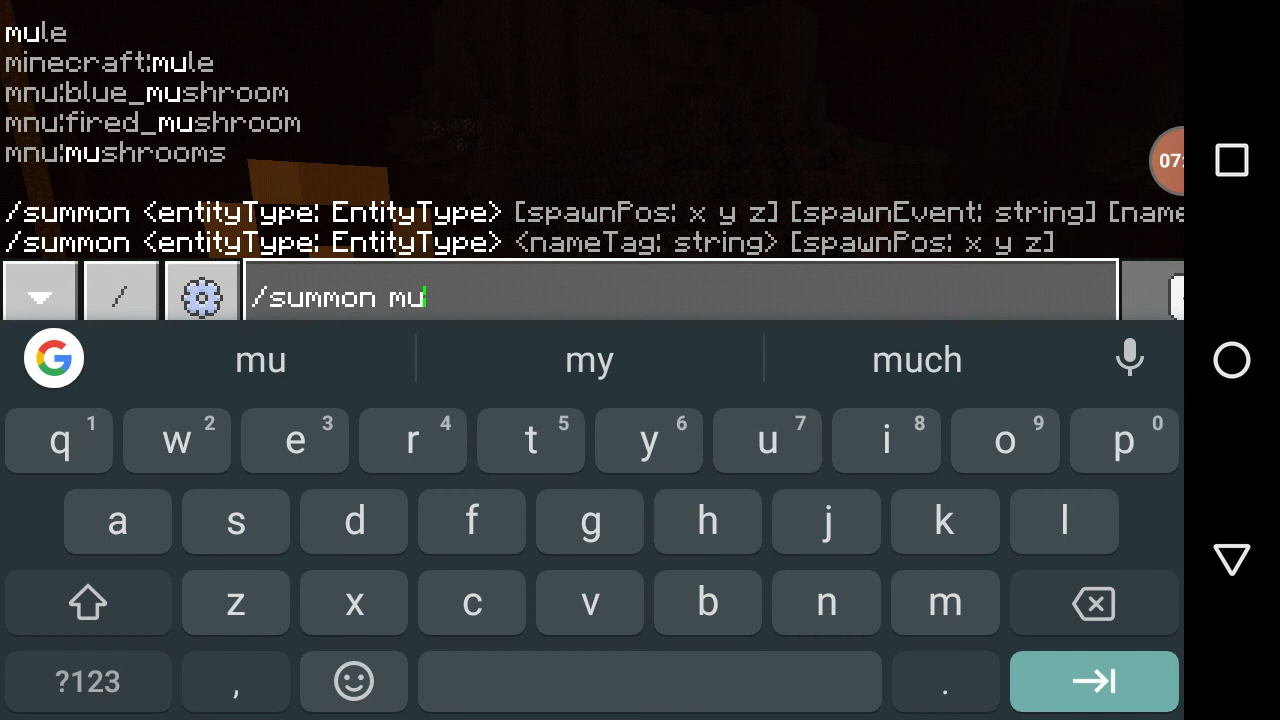 mule
minecraft:mule
mnu:blue_mushroom
mnu:fired_mushroom
mnu:mushrooms
07:
/summon <entityType: EntityType> [spawnPos: x y z] [spawnEvent: string] [name
/summon <entityType: EntityType> <nameTag: string> [spawnPos: x y z]
/ /summon mu
G mu my much
q 1 w 2 e 3 r 4 t 5 y 6 u 7 i 8 o 9 p 0
a s d f g h j k l
z x c v b n m
?123 , .